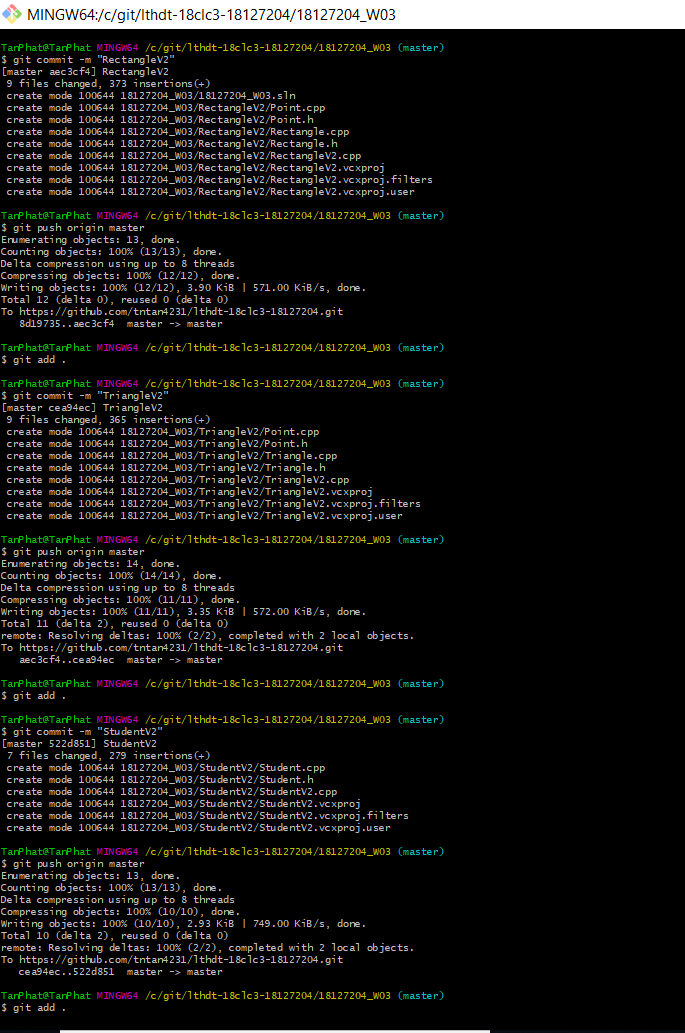 MINGW64:/c/git/lthdt-18clc3-18127204/18127204_W03
TanPhat@TanPhat MINGW64 /c/git/lthdt-18clc3-18127204/18127204_W03 (master)
$ git commit -m "RectangleV2"
[master aec3cf4] RectangleV2
 9 files changed, 373 insertions(+)
 create mode 100644 18127204_W03/18127204_W03.sln
 create mode 100644 18127204_W03/RectangleV2/Point.cpp
 create mode 100644 18127204_W03/RectangleV2/Point.h
 create mode 100644 18127204_W03/RectangleV2/Rectangle.cpp
 create mode 100644 18127204_W03/RectangleV2/Rectangle.h
 create mode 100644 18127204_W03/RectangleV2/RectangleV2.cpp
 create mode 100644 18127204_W03/RectangleV2/RectangleV2.vcxproj
 create mode 100644 18127204_W03/RectangleV2/RectangleV2.vcxproj.filters
 create mode 100644 18127204_W03/RectangleV2/RectangleV2.vcxproj.user
TanPhat@TanPhat MINGW64 /c/git/lthdt-18clc3-18127204/18127204_W03 (master)
$ git push origin master
Enumerating objects: 13, done.
Counting objects: 100% (13/13), done.
Delta compression using up to 8 threads
Compressing objects: 100% (12/12), done.
Writing objects: 100% (12/12), 3.90 KiB | 571.00 KiB/s, done.
Total 12 (delta 0), reused 0 (delta 0)
To https://github.com/tntan4231/lthdt-18clc3-18127204.git
   8d19735..aec3cf4  master -> master
TanPhat@TanPhat MINGW64 /c/git/lthdt-18clc3-18127204/18127204_W03 (master)
$ git add .
TanPhat@TanPhat MINGW64 /c/git/lthdt-18clc3-18127204/18127204_W03 (master)
$ git commit -m "TriangleV2"
[master cea94ec] TriangleV2
 9 files changed, 365 insertions(+)
 create mode 100644 18127204_W03/TriangleV2/Point.cpp
 create mode 100644 18127204_W03/TriangleV2/Point.h
 create mode 100644 18127204_W03/TriangleV2/Triangle.cpp
 create mode 100644 18127204_W03/TriangleV2/Triangle.h
 create mode 100644 18127204_W03/TriangleV2/TriangleV2.cpp
 create mode 100644 18127204_W03/TriangleV2/TriangleV2.vcxproj
 create mode 100644 18127204_W03/TriangleV2/TriangleV2.vcxproj.filters
 create mode 100644 18127204_W03/TriangleV2/TriangleV2.vcxproj.user
TanPhat@TanPhat MINGW64 /c/git/lthdt-18clc3-18127204/18127204_W03 (master)
$ git push origin master
Enumerating objects: 14, done.
Counting objects: 100% (14/14), done.
Delta compression using up to 8 threads
Compressing objects: 100% (11/11), done.
Writing objects: 100% (11/11), 3.35 KiB | 572.00 KiB/s, done.
Total 11 (delta 2), reused 0 (delta 0)
remote: Resolving deltas: 100% (2/2), completed with 2 local objects.
To https://github.com/tntan4231/lthdt-18clc3-18127204.git
   aec3cf4..cea94ec  master -> master
TanPhat@TanPhat MINGW64 /c/git/lthdt-18clc3-18127204/18127204_W03 (master)
$ git add .
TanPhat@TanPhat MINGW64 /c/git/lthdt-18clc3-18127204/18127204_W03 (master)
$ git commit -m "StudentV2"
[master 522d851] StudentV2
 7 files changed, 279 insertions(+)
 create mode 100644 18127204_W03/StudentV2/Student.cpp
 create mode 100644 18127204_W03/StudentV2/Student.h
 create mode 100644 18127204_W03/StudentV2/StudentV2.cpp
 create mode 100644 18127204_W03/StudentV2/StudentV2.vcxproj
 create mode 100644 18127204_W03/StudentV2/StudentV2.vcxproj.filters
 create mode 100644 18127204_W03/StudentV2/StudentV2.vcxproj.user
TanPhat@TanPhat MINGW64 /c/git/lthdt-18clc3-18127204/18127204_W03 (master)
$ git push origin master
Enumerating objects: 13, done.
Counting objects: 100% (13/13), done.
Delta compression using up to 8 threads
Compressing objects: 100% (10/10), done.
Writing objects: 100% (10/10), 2.93 KiB | 749.00 KiB/s, done.
Total 10 (delta 2), reused 0 (delta 0)
remote: Resolving deltas: 100% (2/2), completed with 2 local objects.
To https://github.com/tntan4231/lthdt-18clc3-18127204.git
   cea94ec..522d851  master -> master
TanPhat@TanPhat MINGW64 /c/git/lthdt-18clc3-18127204/18127204_W03 (master)
$ git add .